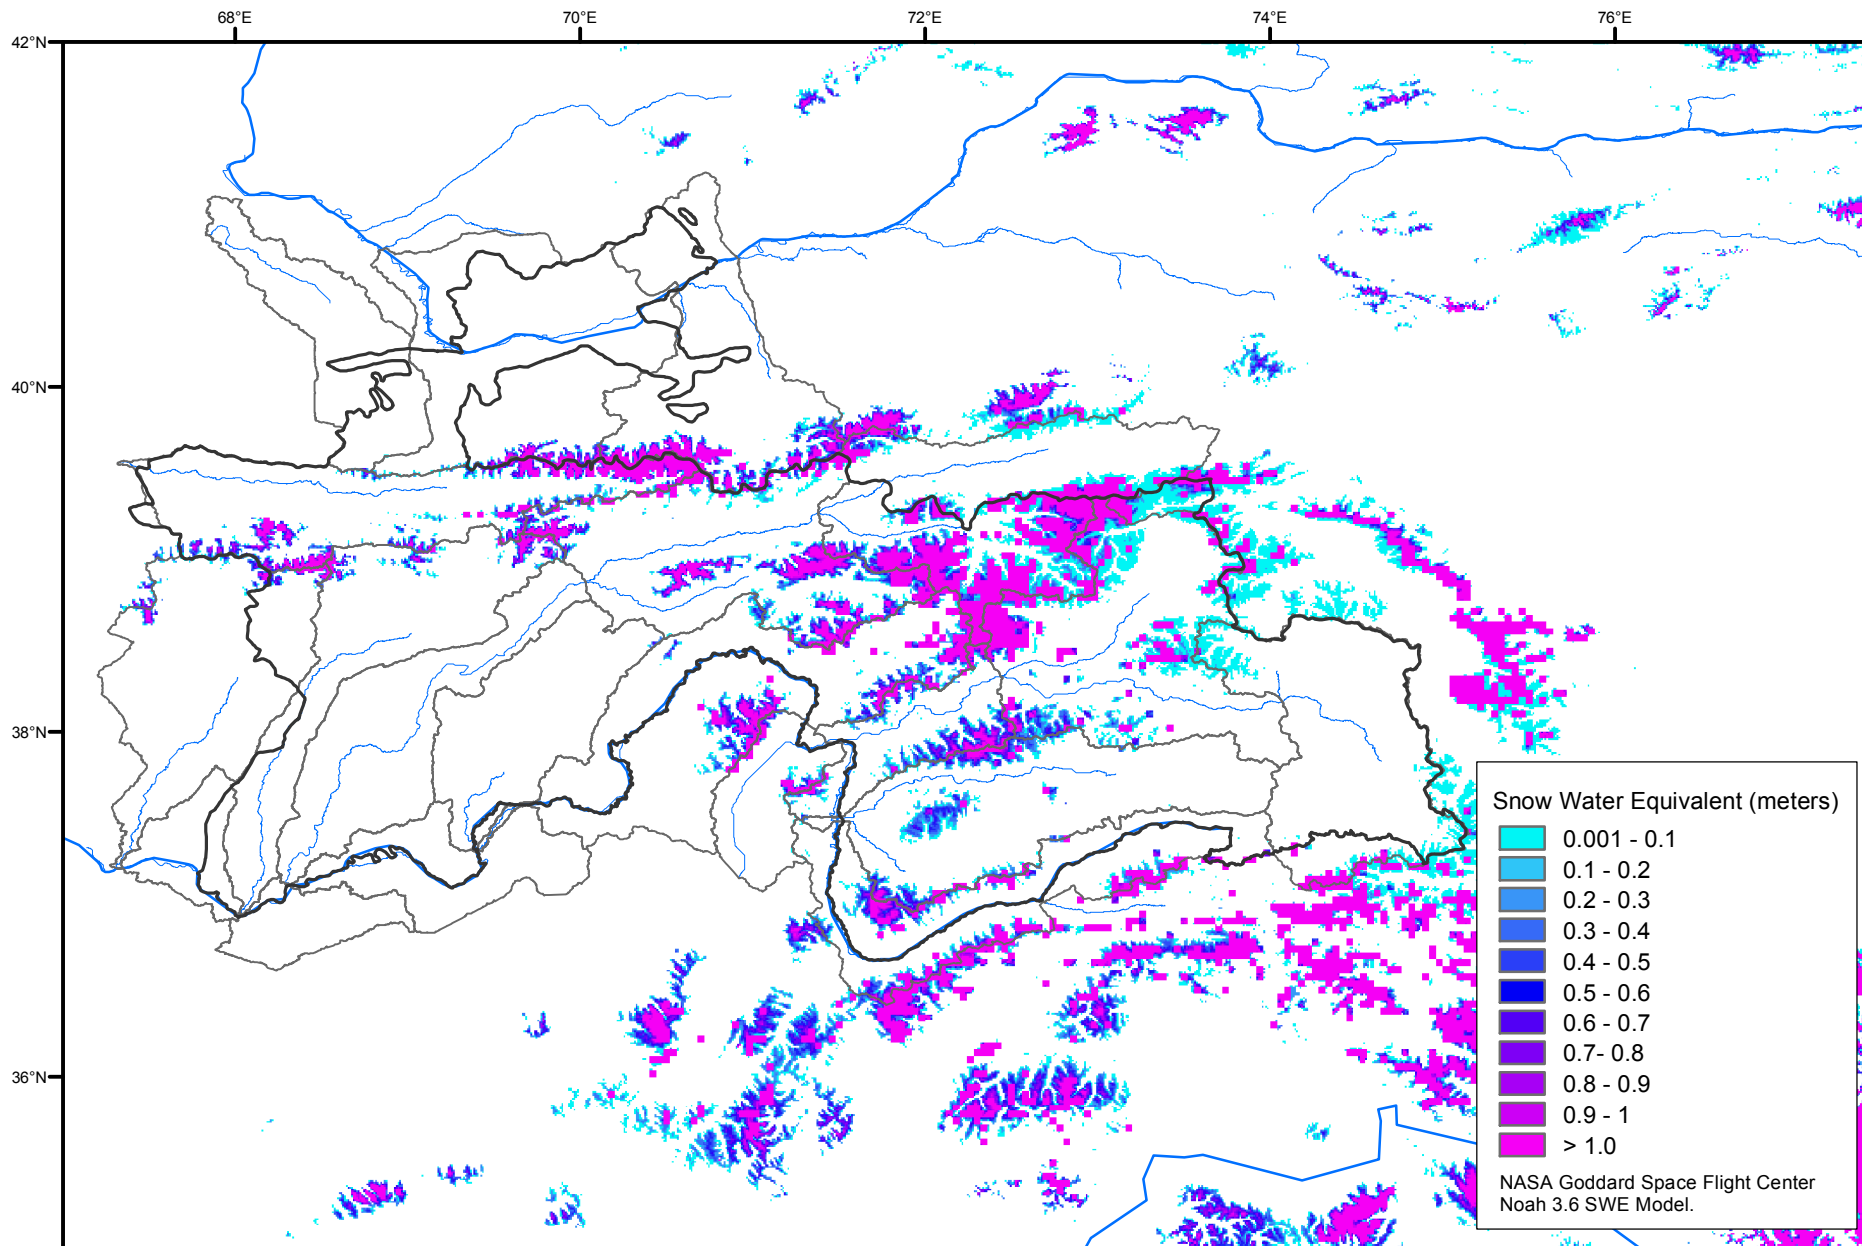 68°E 70°E 72°E 74°E 76°E
42°N
40°N
38°N
36°N
Snow Water Equivalent (meters)
0.001 - 0.1
0.1 - 0.2
0.2 - 0.3
0.3 - 0.4
0.4 - 0.5
0.5 - 0.6
0.6 - 0.7
0.7- 0.8
0.8 - 0.9
0.9 - 1
> 1.0
NASA Goddard Space Flight Center
Noah 3.6 SWE Model.